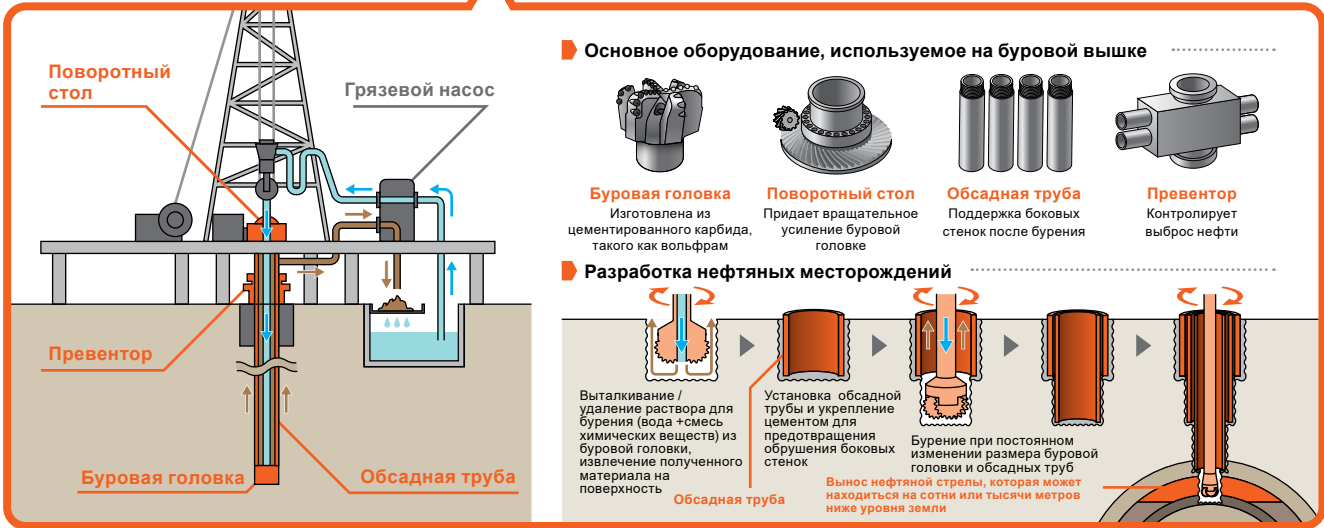 Поворотный
стол
Грязевой насос
Превентор
Буровая головка
Обсадная труба
Основное оборудование, используемое на буровой вышке
Буровая головка
Изготовлена из
цементированного карбида,
такого как вольфрам
Поворотный стол
Придает вращательное
усиление буровой
головке
Обсадная труба
Поддержка боковых
стенок после бурения
Превентор
Контролирует
выброс нефти
Разработка нефтяных месторождений
Выталкивание /
удаление раствора для
бурения (вода +смесь
химических веществ) из
буровой головки,
извлечение полученного
материала на
поверхность
Установка обсадной
трубы и укрепление
цементом для
предотвращения
обрушения боковых
стенок
Обсадная труба
Бурение при постоянном
изменении размера буровой
головки и обсадных труб
Вынос нефтяной стрелы, которая может
находиться на сотни или тысячи метров
ниже уровня земли